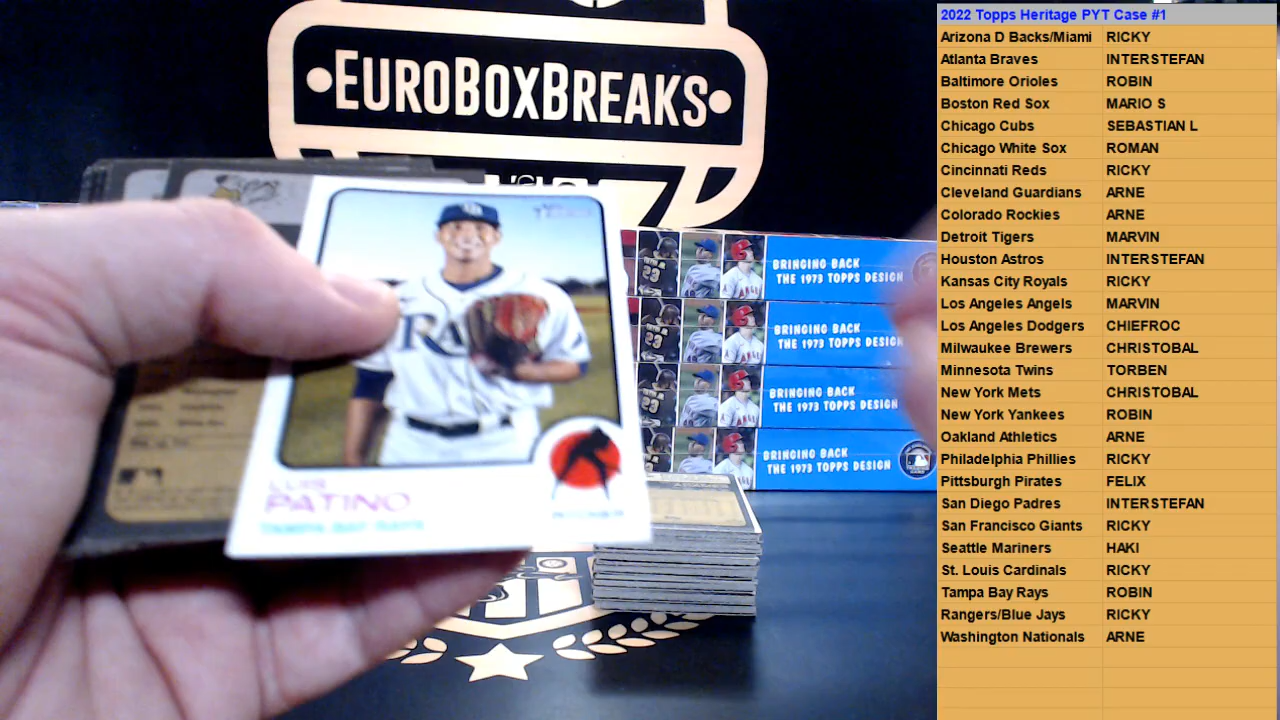 EUROBOXBREAKS
RA
LUIS
PATINO
TAMPA BAY RAYS
PITCHER
BRINGING BACK
THE 1973 TOPPS DESIGN
BRINGING BACK
THE 1973 TOPPS DESIGN
BRINGING BACK
THE 1973 TOPPS DESIGN
BRINGING BACK
THE 1973 TOPPS DESIGN
2022 Topps Heritage PYT Case #1
Arizona D Backs/Miami RICKY
Atlanta Braves INTERSTEFAN
Baltimore Orioles ROBIN
Boston Red Sox MARIO S
Chicago Cubs SEBASTIAN L
Chicago White Sox ROMAN
Cincinnati Reds RICKY
Cleveland Guardians ARNE
Colorado Rockies ARNE
Detroit Tigers MARVIN
Houston Astros INTERSTEFAN
Kansas City Royals RICKY
Los Angeles Angels MARVIN
Los Angeles Dodgers CHIEFROC
Milwaukee Brewers CHRISTOBAL
Minnesota Twins TORBEN
New York Mets CHRISTOBAL
New York Yankees ROBIN
Oakland Athletics ARNE
Philadelphia Phillies RICKY
Pittsburgh Pirates FELIX
San Diego Padres INTERSTEFAN
San Francisco Giants RICKY
Seattle Mariners HAKI
St. Louis Cardinals RICKY
Tampa Bay Rays ROBIN
Rangers/Blue Jays RICKY
Washington Nationals ARNE